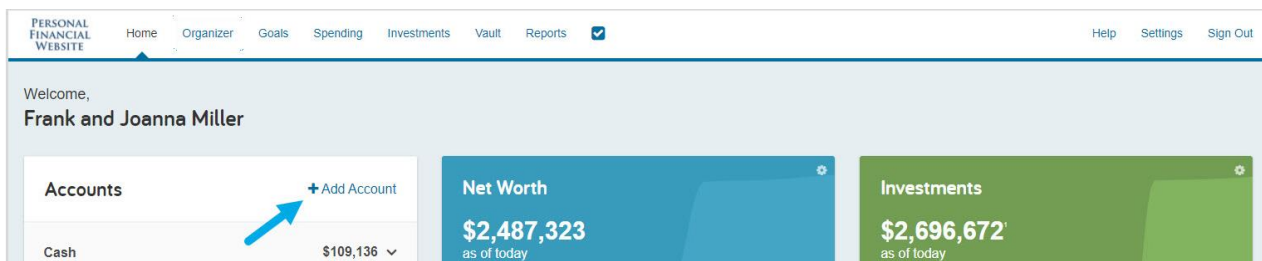 PERSONAL
FINANCIAL
WEBSITE
Home Organizer Goals Spending Investments Vault Reports Help Settings Sign Out
Welcome,
Frank and Joanna Miller
Accounts + Add Account
Cash $109,136
Net Worth
$2,487,323
as of today
Investments
$2,696,672
as of today